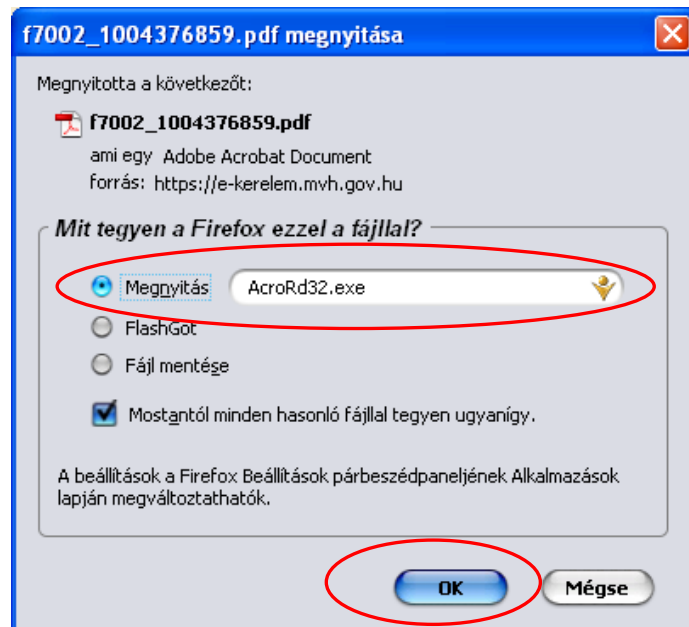 f7002_1004376859.pdf megnyitása
Megnyitotta a következőt:
f7002_1004376859.pdf
ami egy Adobe Acrobat Document
forrás: https://e-kerelem.mvh.gov.hu
Mit tegyen a Firefox ezzel a fájllal?
Megnyitás AcroRd32.exe
FlashGot
Fájl mentése
Mostantól minden hasonló fájllal tegyen ugyanígy.
A beállítások a Firefox Beállítások párbeszédpaneljének Alkalmazások
lapján megváltoztathatók.
OK Mégse